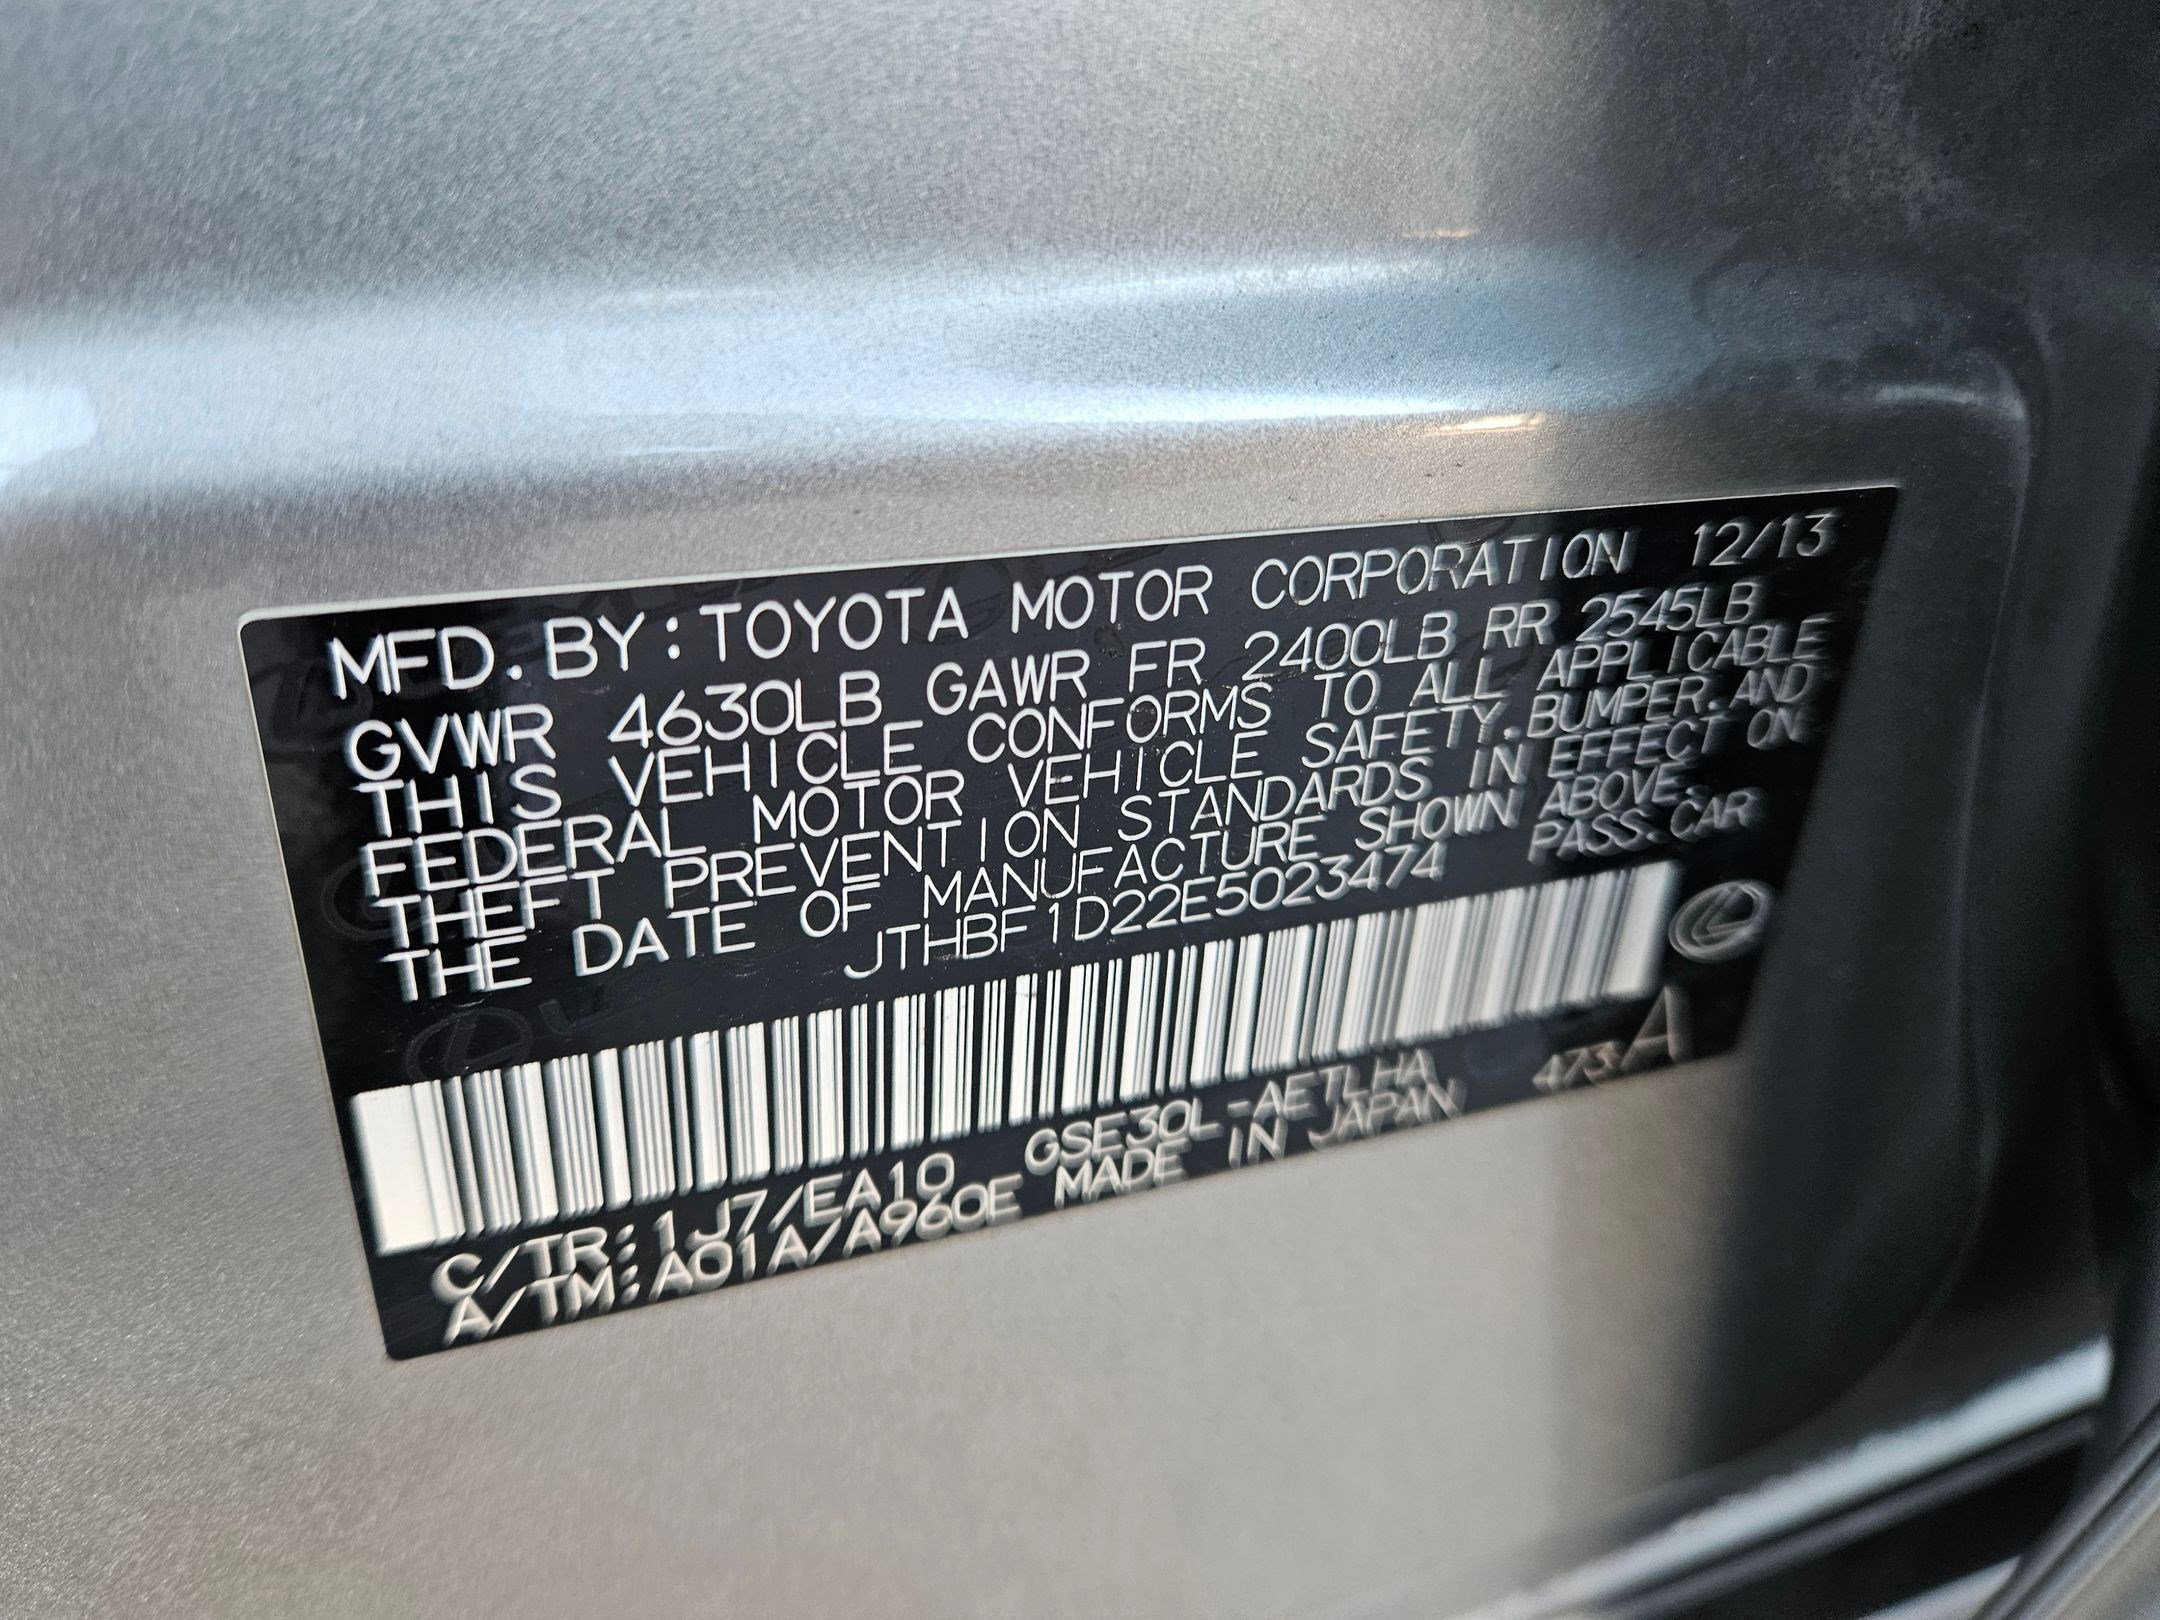 MFD. BY: TOYOTA MOTOR CORPORATION 12/13
GVWR 4630LB GAWR FR 2400LB RR 2545LB
THIS VEHICLE CONFORMS TO ALL APPLICABLE
FEDERAL MOTOR VEHICLE SAFETY, BUMPER, AND
THEFT PREVENTION STANDARDS IN EFFECT ON
THE DATE OF MANUFACTURE SHOWN ABOVE.
JTHBF1D22E5023474 PASS. CAR
C/TR: 1J7/EA10 GSE30L-AETLHA
A/TM: A01A/A960E MADE IN JAPAN
A